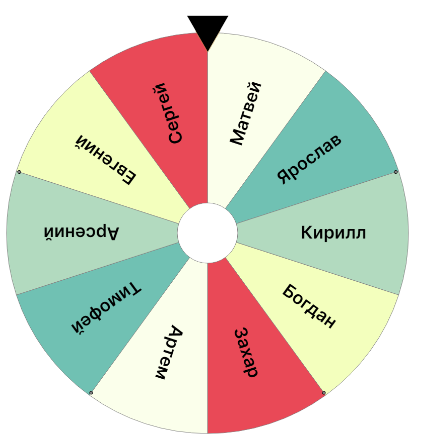 Матвей
Ярослав
Кирилл
Богдан
Захар
Артем
Тимофей
Арсений
Евгений
Сергей